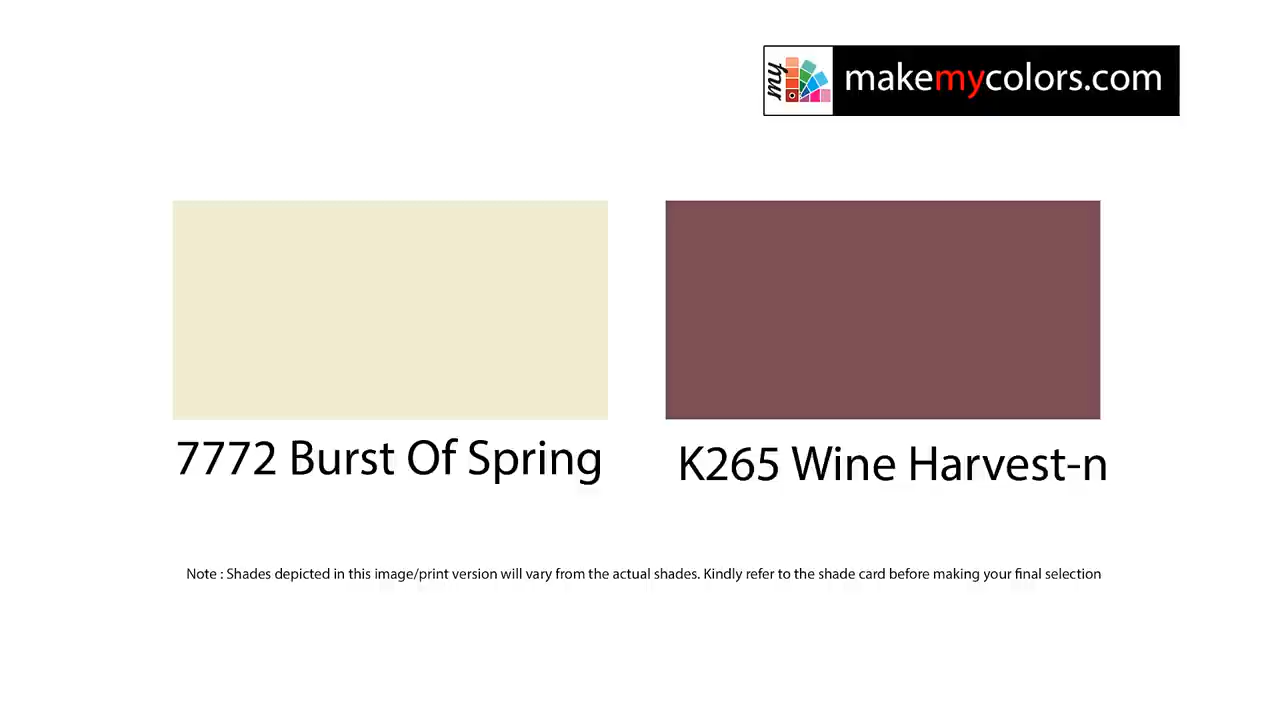 my
makemycolors.com
7772 Burst Of Spring
K265 Wine Harvest-n
Note : Shades depicted in this image/print version will vary from the actual shades. Kindly refer to the shade card before making your final selection